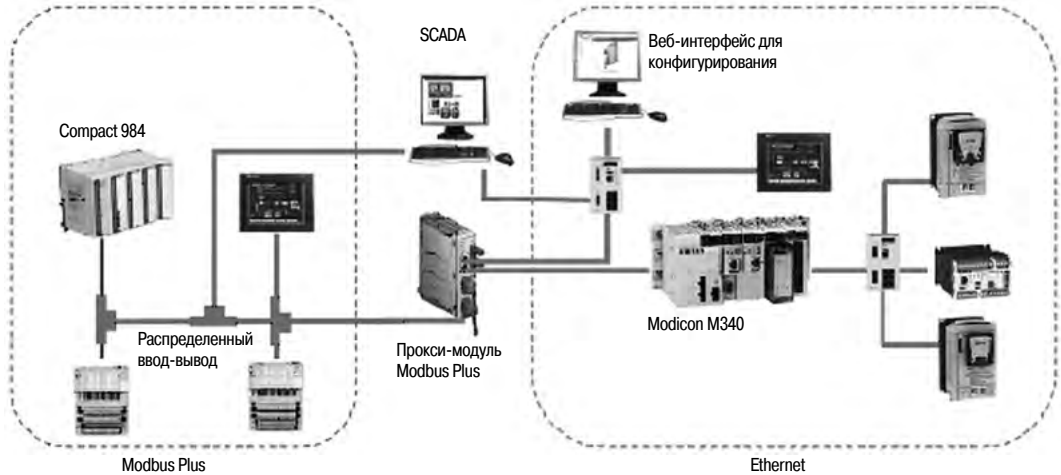 SCADA
Веб-интерфейс для
конфигурирования
Compact 984
Распределенный
ввод-вывод
Прокси-модуль
Modbus Plus
Modicon M340
Modbus Plus
Ethernet